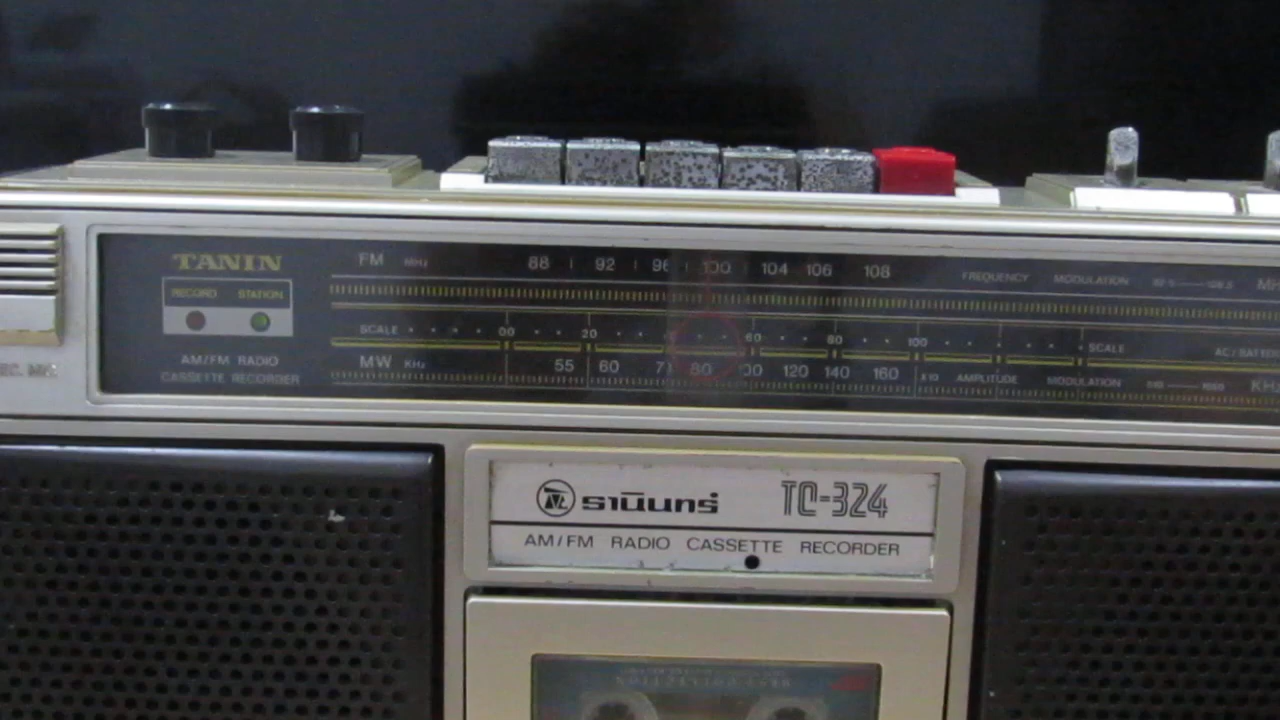 TANIN
RECORD STATION
AM/FM RADIO
CASSETTE RECORDER
FM MHz 88 92 96 100 104 106 108 FREQUENCY MODULATION
SCALE 00 20 60 80 100 SCALE
MW KHz 55 60 80 120 140 160 X10 AMPLITUDE MODULATION
ธานินทร์ TC-324
AM/FM RADIO CASSETTE RECORDER